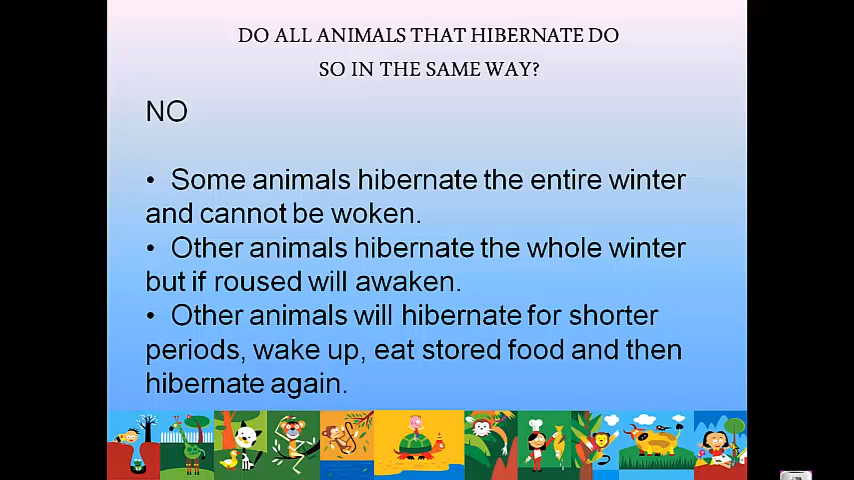 DO ALL ANIMALS THAT HIBERNATE DO
SO IN THE SAME WAY?
NO
• Some animals hibernate the entire winter
and cannot be woken.
• Other animals hibernate the whole winter
but if roused will awaken.
• Other animals will hibernate for shorter
periods, wake up, eat stored food and then
hibernate again.